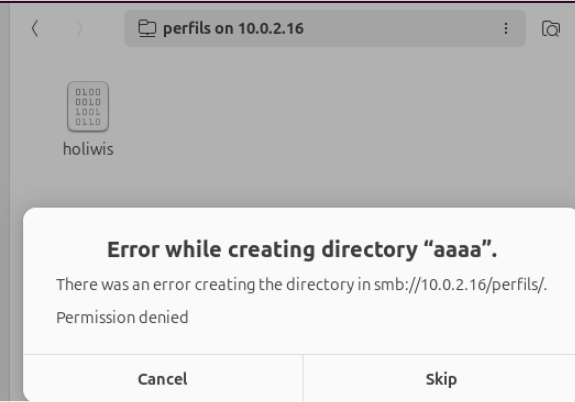 perfils on 10.0.2.16
0100
0010
1001
0110
holiwis
Error while creating directory “aaaa”.
There was an error creating the directory in smb://10.0.2.16/perfils/.
Permission denied
Cancel Skip